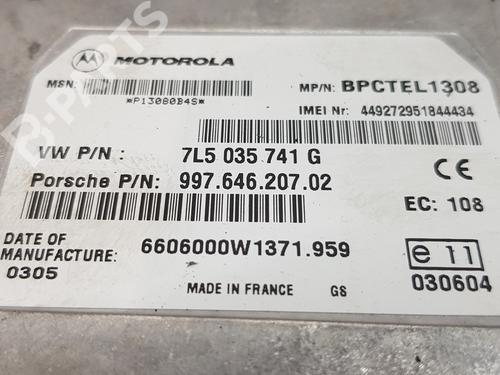 MOTOROLA
MSN:
*P13080B4S*
MP/N: BPCTEL1308
IMEI Nr: 449272951844434
VW P/N : 7L5 035 741 G
Porsche P/N: 997.646.207.02
CE
EC: 108
DATE OF MANUFACTURE:
0305
6606000W1371.959
e 11
030604
MADE IN FRANCE GS
B-PARTS